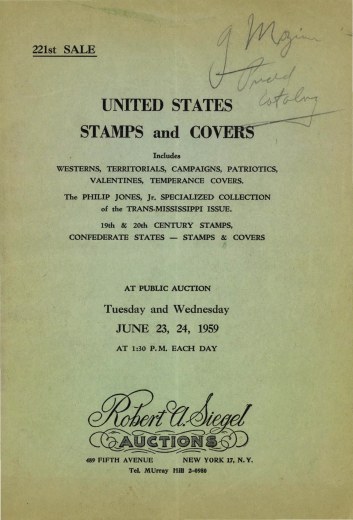 221st SALE
Priced
Catalog
UNITED STATES
STAMPS and COVERS
Includes
WESTERNS, TERRITORIALS, CAMPAIGNS, PATRIOTICS,
VALENTINES, TEMPERANCE COVERS.
The PHILIP JONES, Jr. SPECIALIZED COLLECTION
of the TRANS-MISSISSIPPI ISSUE.
19th & 20th CENTURY STAMPS,
CONFEDERATE STATES — STAMPS & COVERS
AT PUBLIC AUCTION
Tuesday and Wednesday
JUNE 23, 24, 1959
AT 1:30 P.M. EACH DAY
Robert A. Siegel
AUCTIONS
489 FIFTH AVENUE NEW YORK 17, N. Y.
Tel. MUrray Hill 2-0980